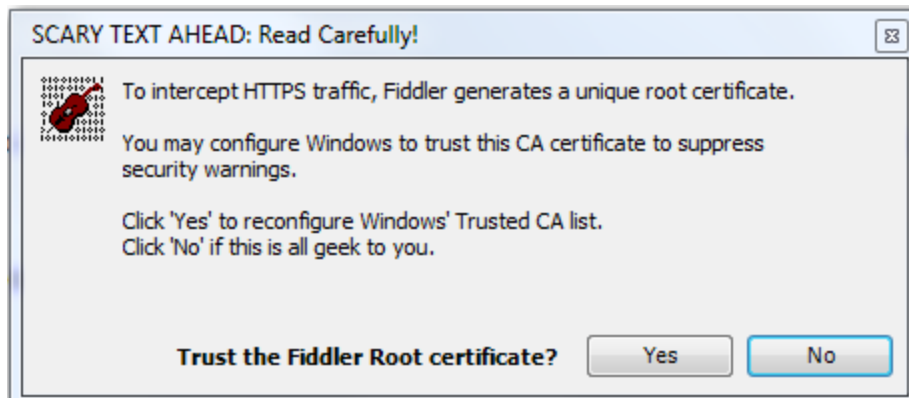 SCARY TEXT AHEAD: Read Carefully!
To intercept HTTPS traffic, Fiddler generates a unique root certificate.
You may configure Windows to trust this CA certificate to suppress
security warnings.
Click 'Yes' to reconfigure Windows' Trusted CA list.
Click 'No' if this is all geek to you.
Trust the Fiddler Root certificate?
Yes
No